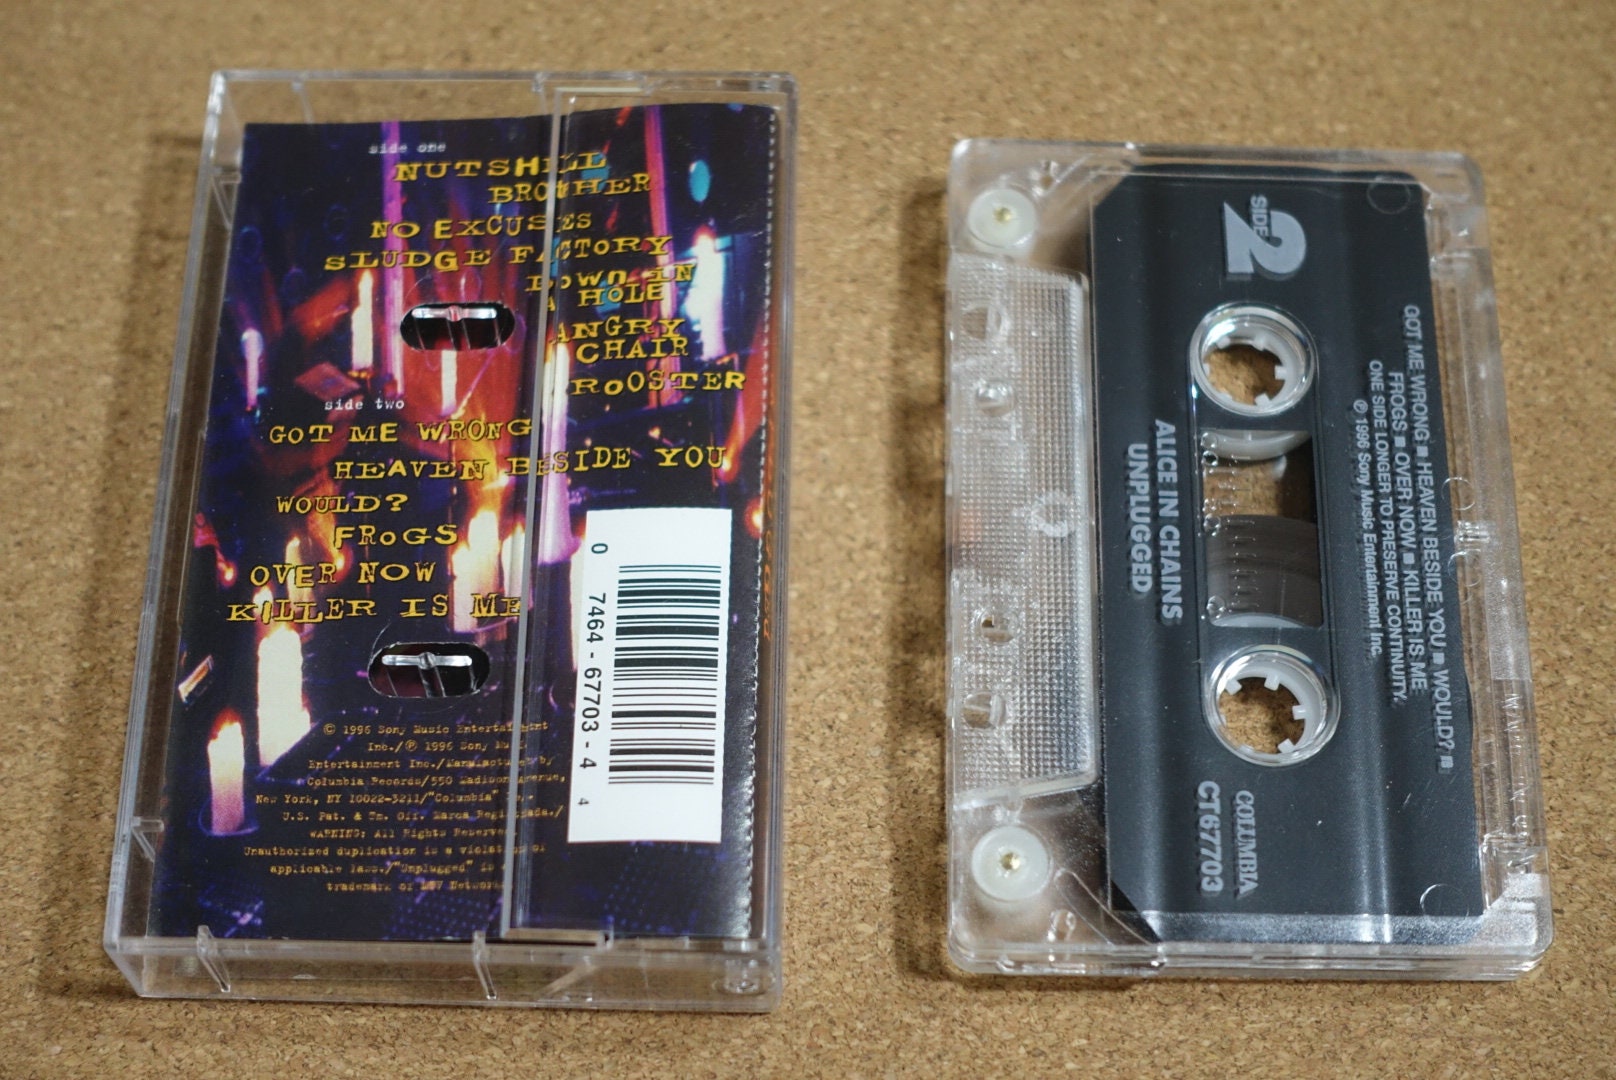 side one
NUTSHELL
BROTHER
NO EXCUSES
SLUDGE FACTORY
DOWN IN
A HOLE
ANGRY
CHAIR
ROOSTER
side two
GOT ME WRONG
HEAVEN BESIDE YOU
WOULD?
FROGS
OVER NOW
KILLER IS ME
© 1996 Sony Music Entertainment
Inc./℗ 1996 Sony Music
Entertainment Inc./Manufactured by
Columbia Records/550 Madison Avenue,
New York, NY 10022-3211/"Columbia"
U.S. Pat. & Tm. Off. Marca Registrada./
WARNING: All Rights Reserved.
Unauthorized duplication is a violation of
applicable laws./"Unplugged" is
trademark of MTV Networks
0 7464-67703-4 4
SIDE 2
GOT ME WRONG ■ HEAVEN BESIDE YOU ■ WOULD? ■
FROGS ■ OVER NOW ■ KILLER IS ME
ONE SIDE LONGER TO PRESERVE CONTINUITY.
℗ 1996 Sony Music Entertainment Inc.
ALICE IN CHAINS
UNPLUGGED
COLUMBIA
CT67703